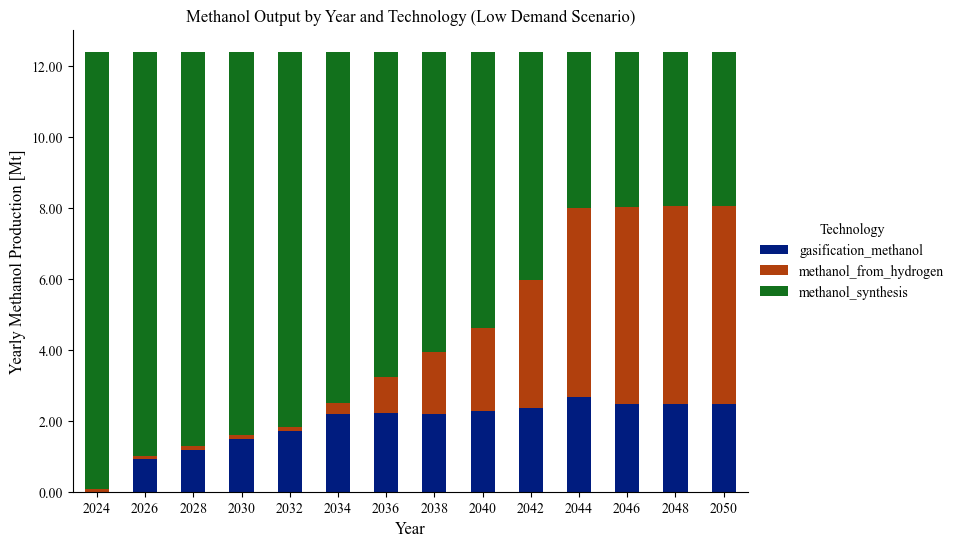 Methanol Output by Year and Technology (Low Demand Scenario)
Yearly Methanol Production [Mt]
12.00
10.00
8.00
6.00
4.00
2.00
0.00
2024 2026 2028 2030 2032 2034 2036 2038 2040 2042 2044 2046 2048 2050
Year
Technology
gasification_methanol
methanol_from_hydrogen
methanol_synthesis